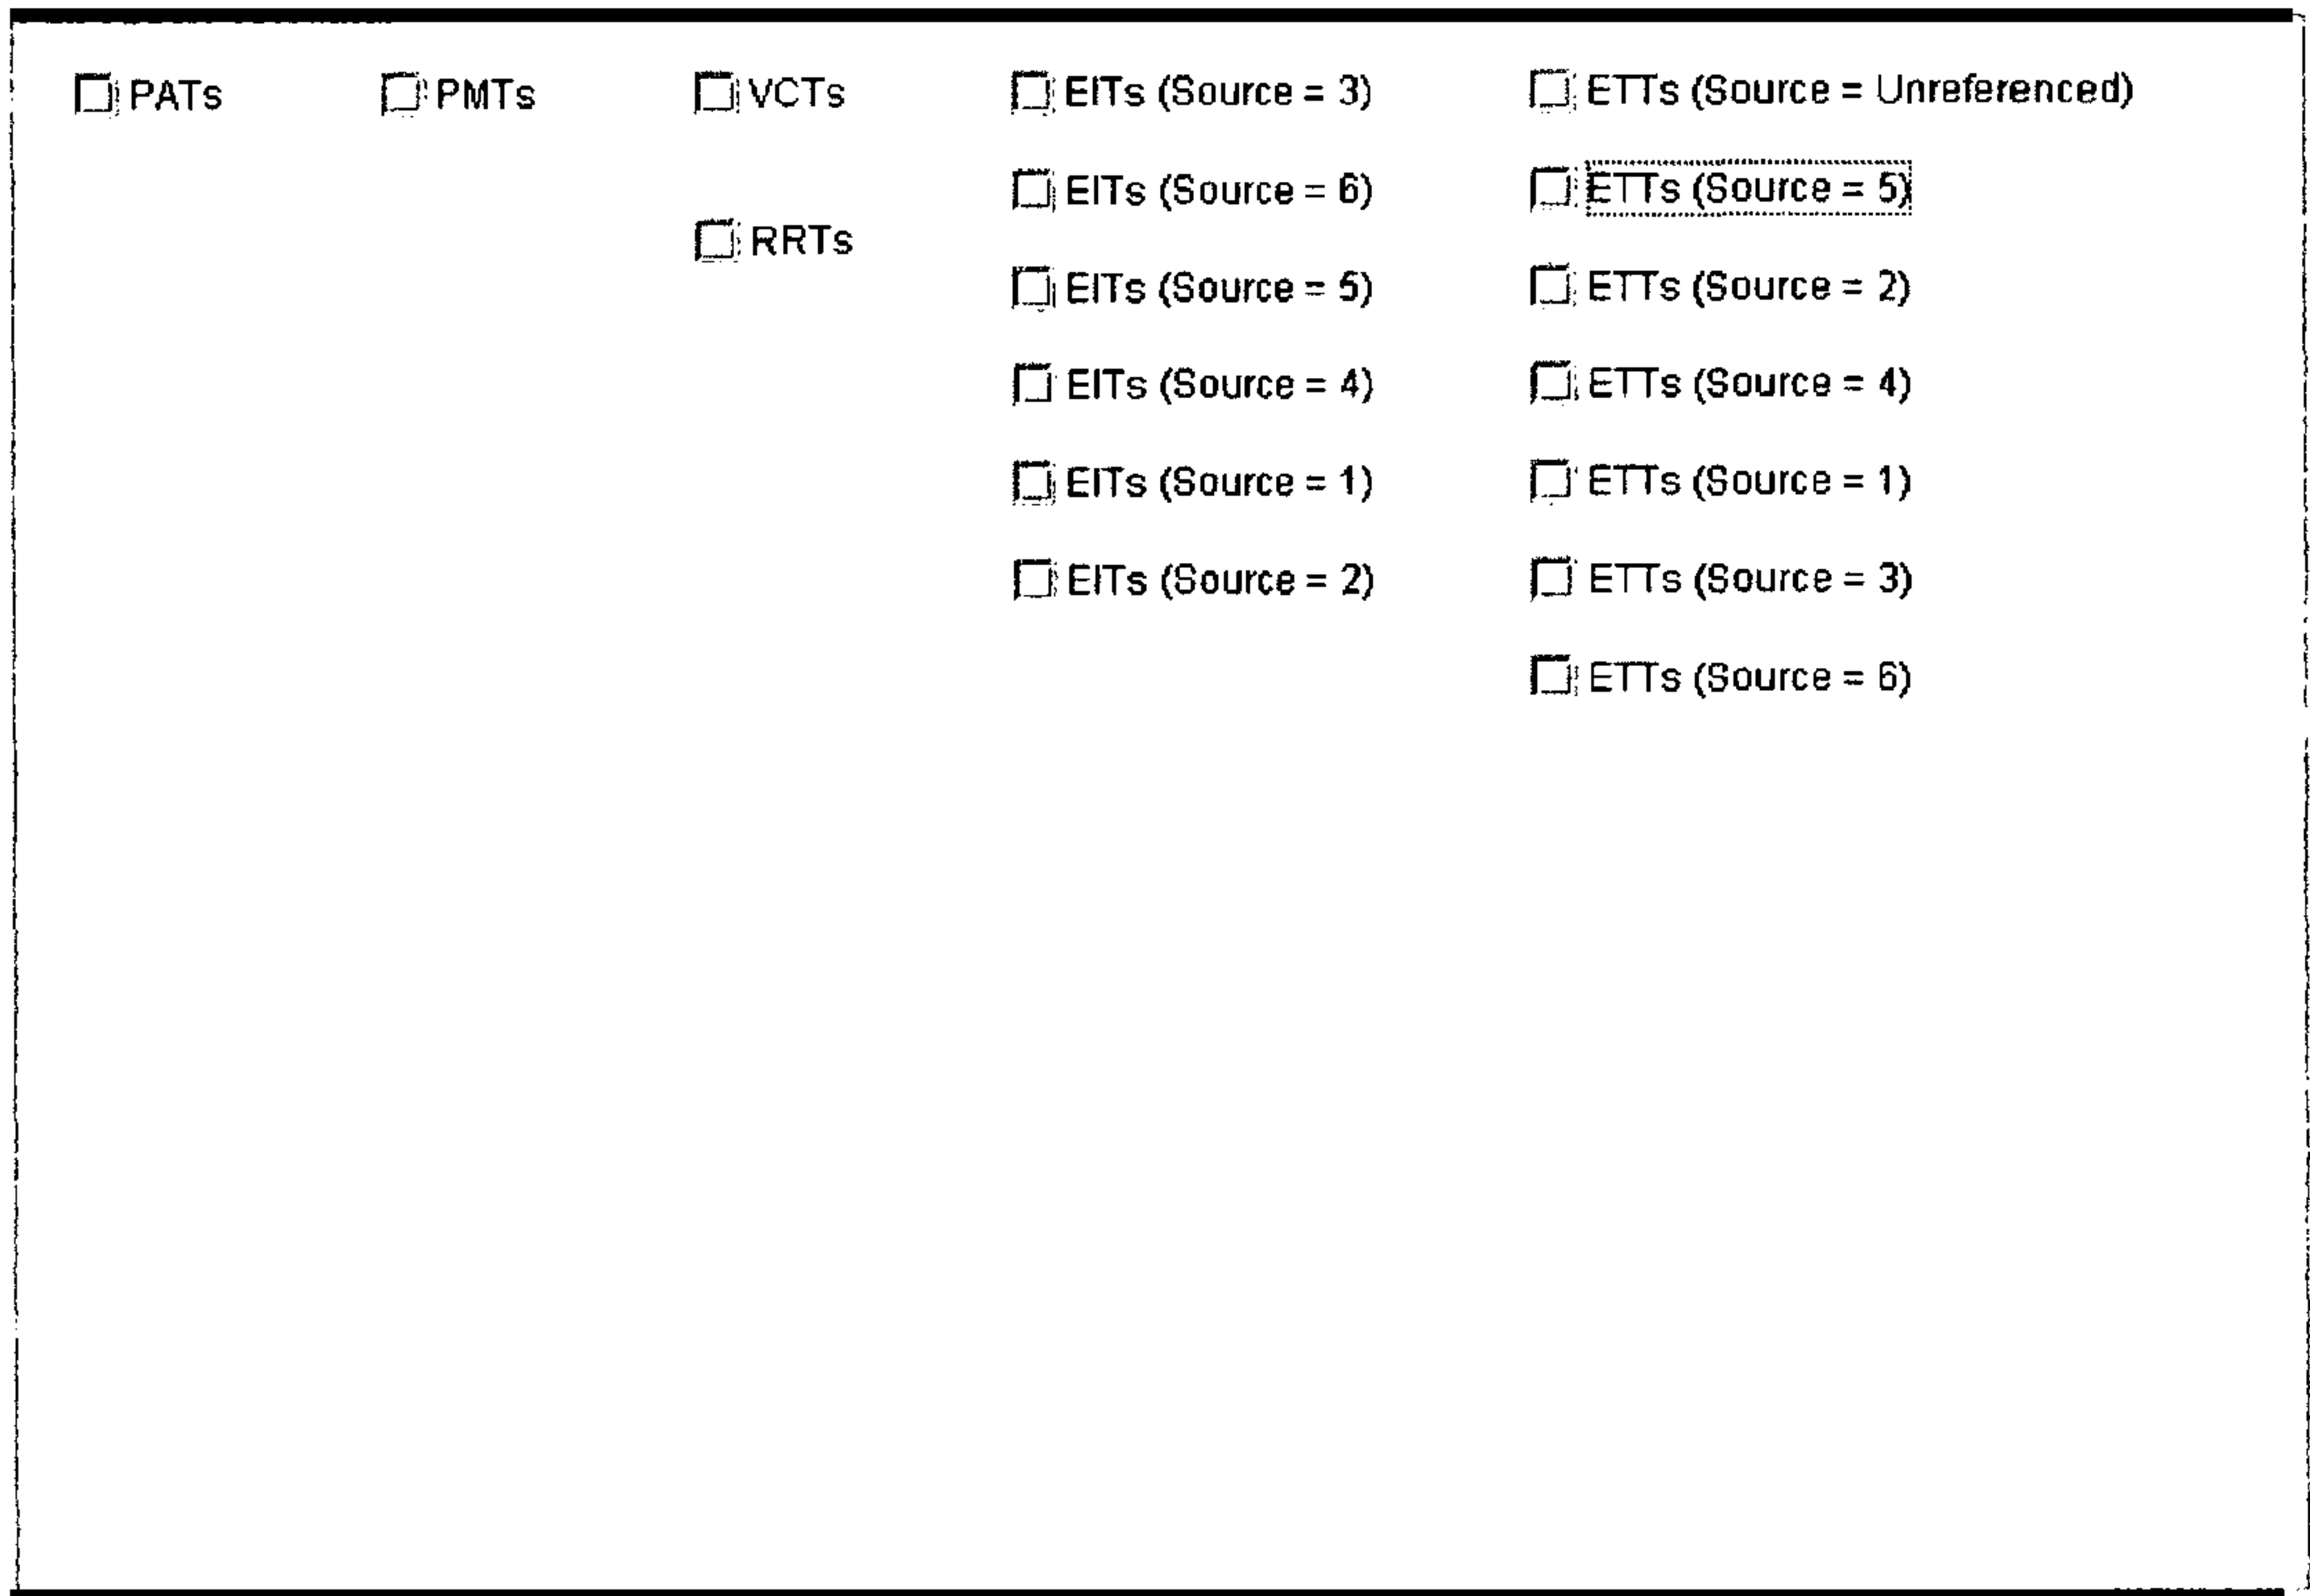 PATs PMTs VCTs EITs (Source = 3) ETTs (Source = Unreferenced)
EITs (Source = 6) ETTs (Source = 5)
RRTs
EITs (Source = 5) ETTs (Source = 2)
EITs (Source = 4) ETTs (Source = 4)
EITs (Source = 1) ETTs (Source = 1)
EITs (Source = 2) ETTs (Source = 3)
ETTs (Source = 6)